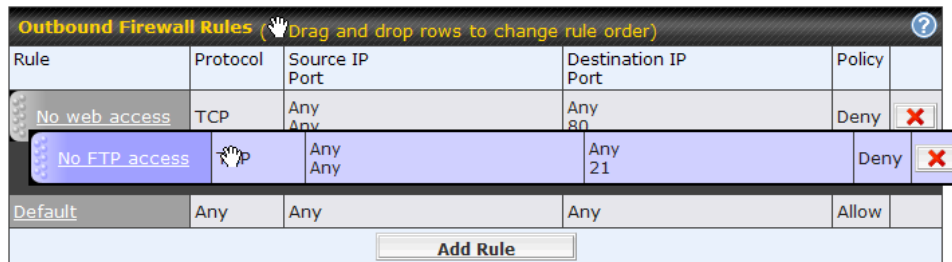 Outbound Firewall Rules (Drag and drop rows to change rule order) ?
Rule Protocol Source IP Port Destination IP Port Policy
No web access TCP Any Any Any 80 Deny
No FTP access Any Any Any 21 Deny
Default Any Any Any Allow
Add Rule